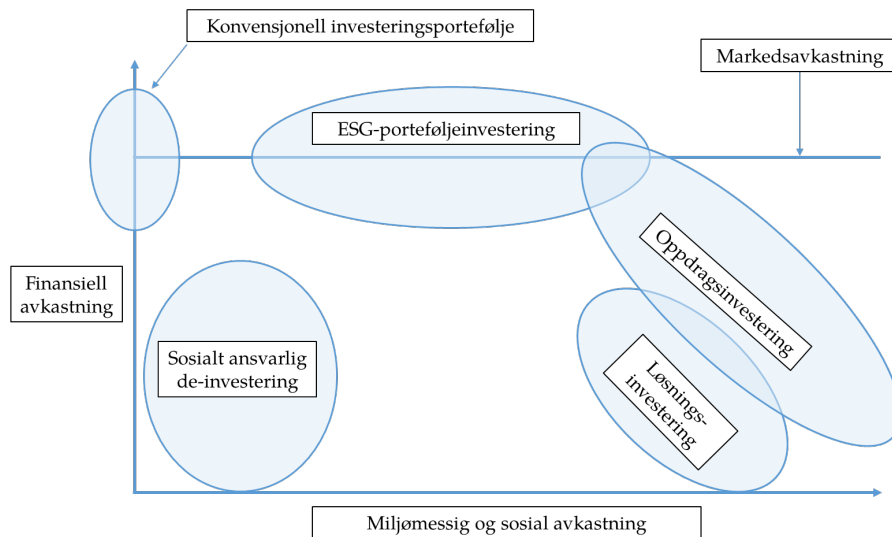 Konvensjonell investeringsportefølje
Markedsavkastning
ESG-porteføljeinvestering
Oppdragsinvestering
Finansiell
avkastning
Sosialt ansvarlig
de-investering
Løsnings-
investering
Miljømessig og sosial avkastning